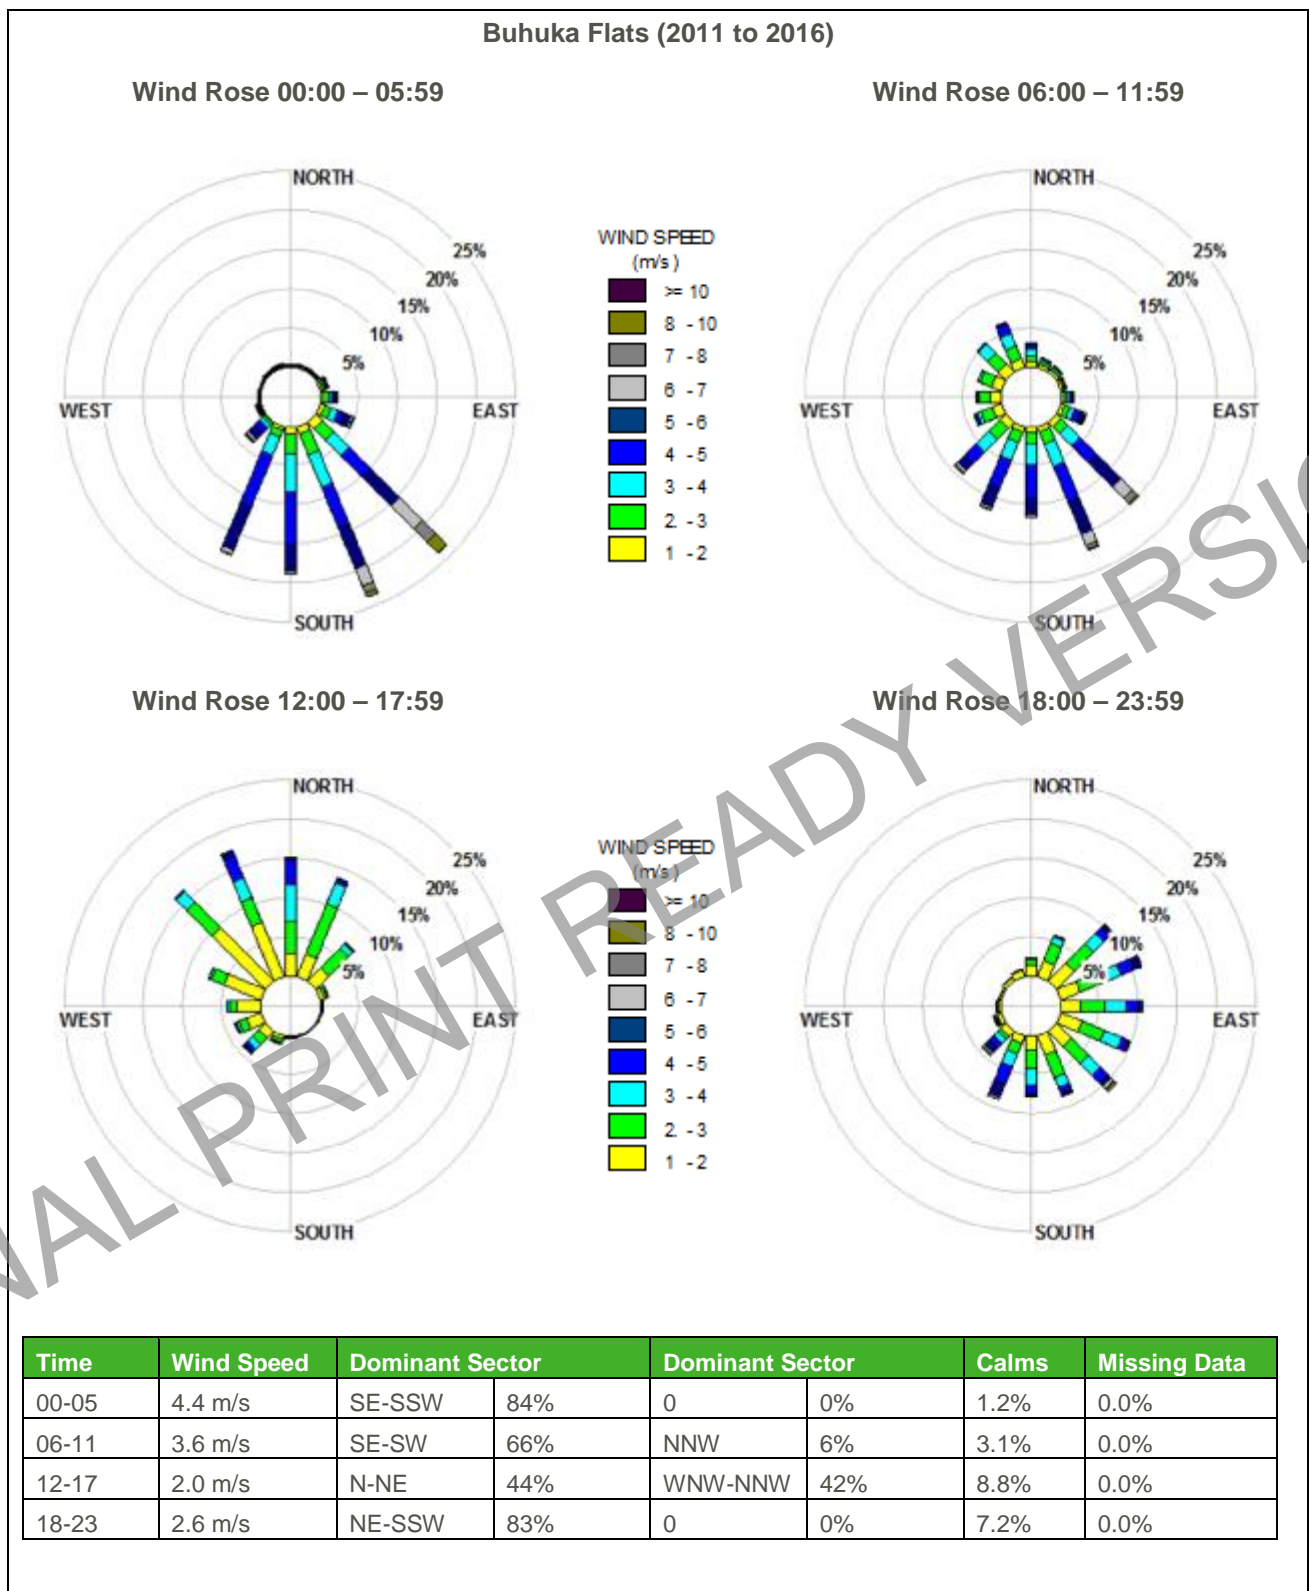 Buhuka Flats (2011 to 2016)
Wind Rose 00:00 – 05:59
Wind Rose 06:00 – 11:59
NORTH
25%
20%
15%
10%
5%
WEST
EAST
SOUTH
WIND SPEED
(m/s)
>= 10
8 - 10
7 - 8
6 - 7
5 - 6
4 - 5
3 - 4
2 - 3
1 - 2
NORTH
25%
20%
15%
10%
5%
WEST
EAST
SOUTH
Wind Rose 12:00 – 17:59
Wind Rose 18:00 – 23:59
NORTH
25%
20%
15%
10%
5%
WEST
EAST
SOUTH
WIND SPEED
(m/s)
>= 10
8 - 10
7 - 8
6 - 7
5 - 6
4 - 5
3 - 4
2 - 3
1 - 2
NORTH
25%
20%
15%
10%
5%
WEST
EAST
SOUTH
NAL PRINT READY VERSIO
Time Wind Speed Dominant Sector Dominant Sector Calms Missing Data
00-05 4.4 m/s SE-SSW 84% 0 0% 1.2% 0.0%
06-11 3.6 m/s SE-SW 66% NNW 6% 3.1% 0.0%
12-17 2.0 m/s N-NE 44% WNW-NNW 42% 8.8% 0.0%
18-23 2.6 m/s NE-SSW 83% 0 0% 7.2% 0.0%